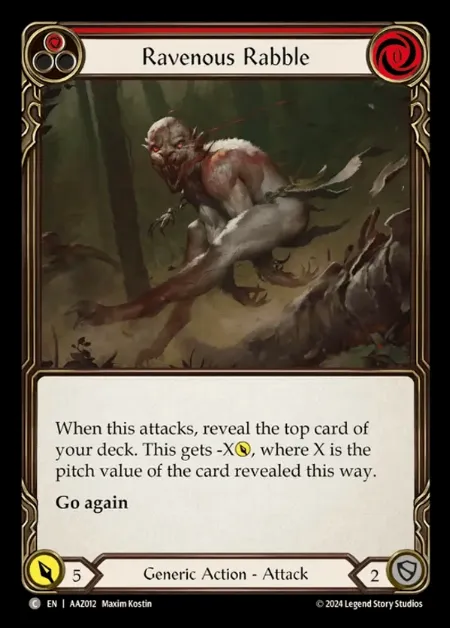 Ravenous Rabble
0
When this attacks, reveal the top card of
your deck. This gets -X, where X is the
pitch value of the card revealed this way.
Go again
5 Generic Action - Attack 2
C EN | AAZ012 Maxim Kostin © 2024 Legend Story Studios